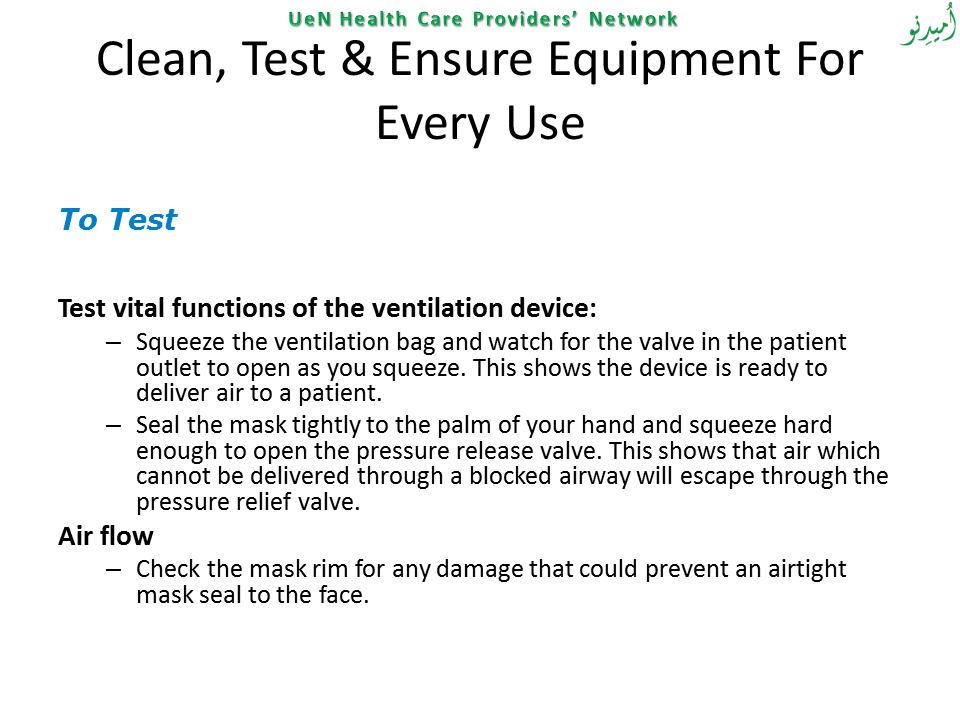 UeN Health Care Providers' Network
اُمیدِنو
Clean, Test & Ensure Equipment For
Every Use
To Test
Test vital functions of the ventilation device:
– Squeeze the ventilation bag and watch for the valve in the patient
outlet to open as you squeeze. This shows the device is ready to
deliver air to a patient.
– Seal the mask tightly to the palm of your hand and squeeze hard
enough to open the pressure release valve. This shows that air which
cannot be delivered through a blocked airway will escape through the
pressure relief valve.
Air flow
– Check the mask rim for any damage that could prevent an airtight
mask seal to the face.